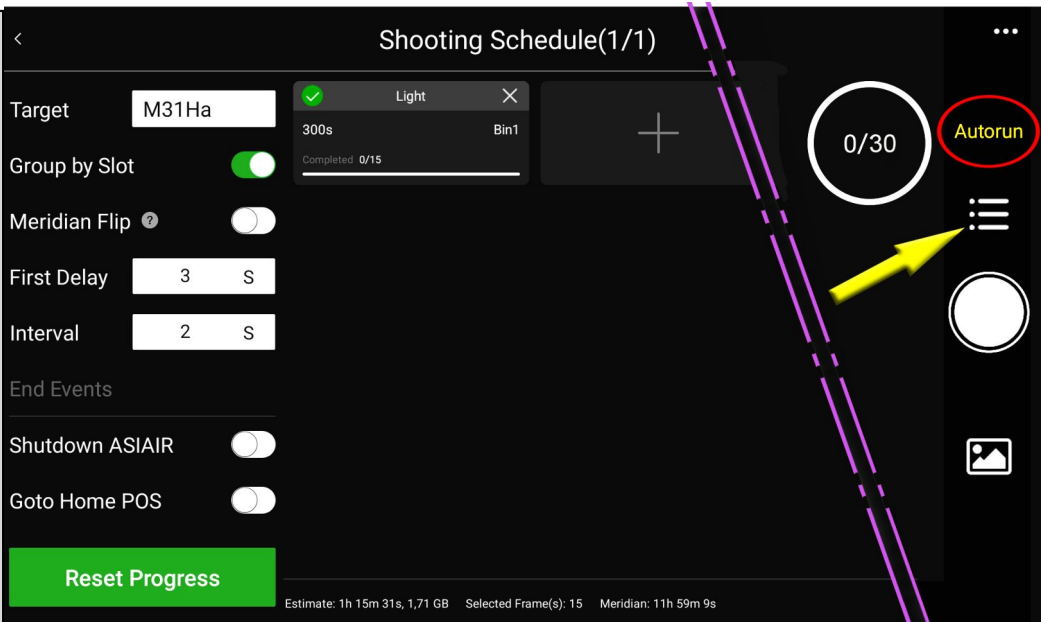 <
Shooting Schedule(1/1)
•••
Target M31Ha
Light
300s Bin1
Completed 0/15
0/30
Autorun
Group by Slot
Meridian Flip ?
First Delay 3 S
Interval 2 S
End Events
Shutdown ASIAIR
Goto Home POS
Reset Progress
Estimate: 1h 15m 31s, 1,71 GB Selected Frame(s): 15 Meridian: 11h 59m 9s